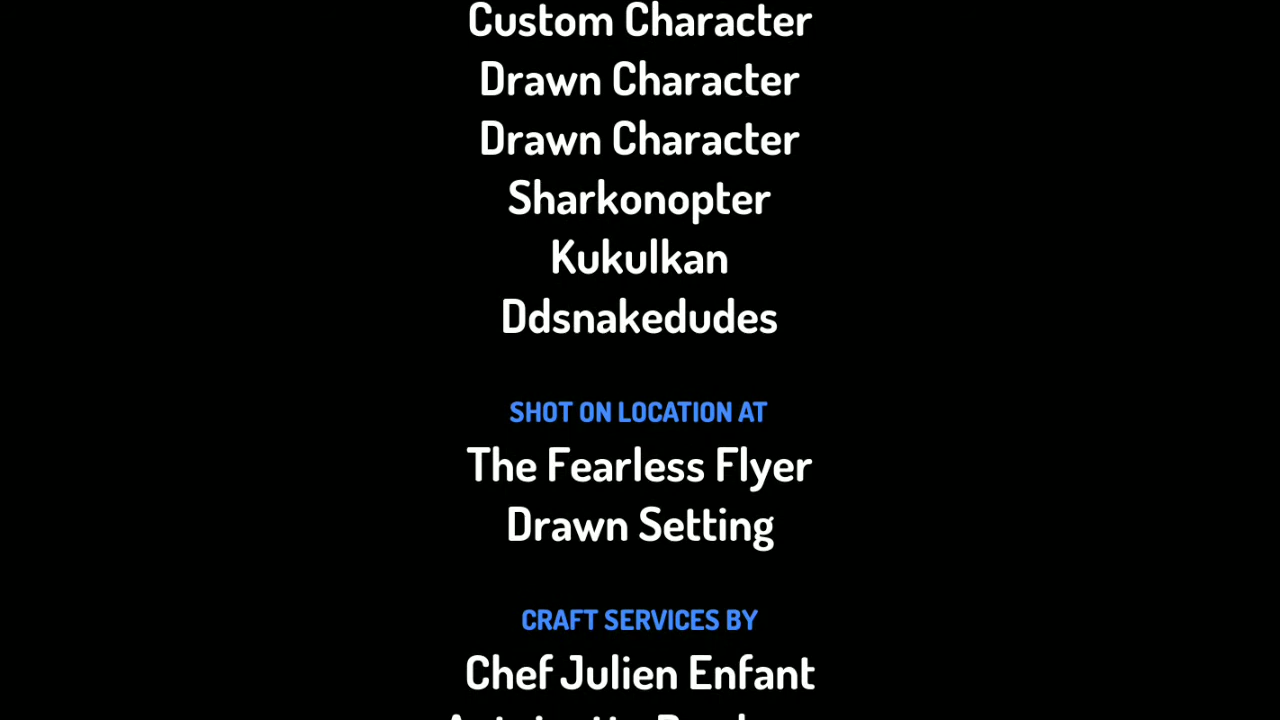 Custom Character
Drawn Character
Drawn Character
Sharkonopter
Kukulkan
Ddsnakedudes
SHOT ON LOCATION AT
The Fearless Flyer
Drawn Setting
CRAFT SERVICES BY
Chef Julien Enfant